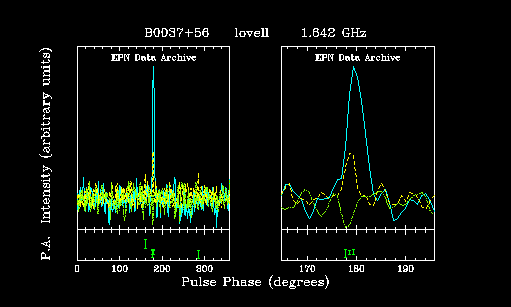 B0037+56 lovell 1.642 GHz
EPN Data Archive EPN Data Archive
Intensity (arbitrary units)
P.A.
0 100 200 300 170 180 190
Pulse Phase (degrees)